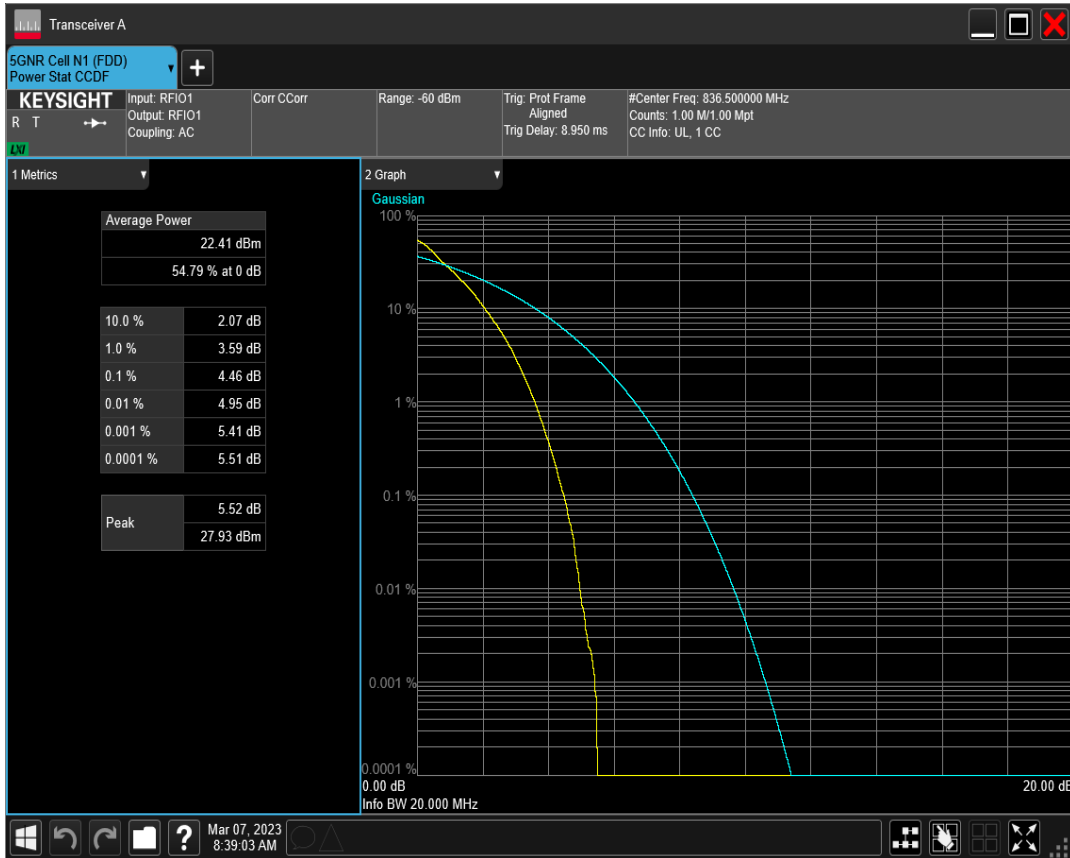 Transceiver A
5GNR Cell N1 (FDD)
Power Stat CCDF
+
KEYSIGHT
R T
LXI
Input: RFIO1
Output: RFIO1
Coupling: AC
Corr CCorr
Range: -60 dBm
Trig: Prot Frame
Aligned
Trig Delay: 8.950 ms
#Center Freq: 836.500000 MHz
Counts: 1.00 M/1.00 Mpt
CC Info: UL, 1 CC
1 Metrics
Average Power
22.41 dBm
54.79 % at 0 dB
10.0 % 2.07 dB
1.0 % 3.59 dB
0.1 % 4.46 dB
0.01 % 4.95 dB
0.001 % 5.41 dB
0.0001 % 5.51 dB
Peak
5.52 dB
27.93 dBm
2 Graph
Gaussian
100 %
10 %
1 %
0.1 %
0.01 %
0.001 %
0.0001 %
0.00 dB 20.00 dB
Info BW 20.000 MHz
?
Mar 07, 2023
8:39:03 AM